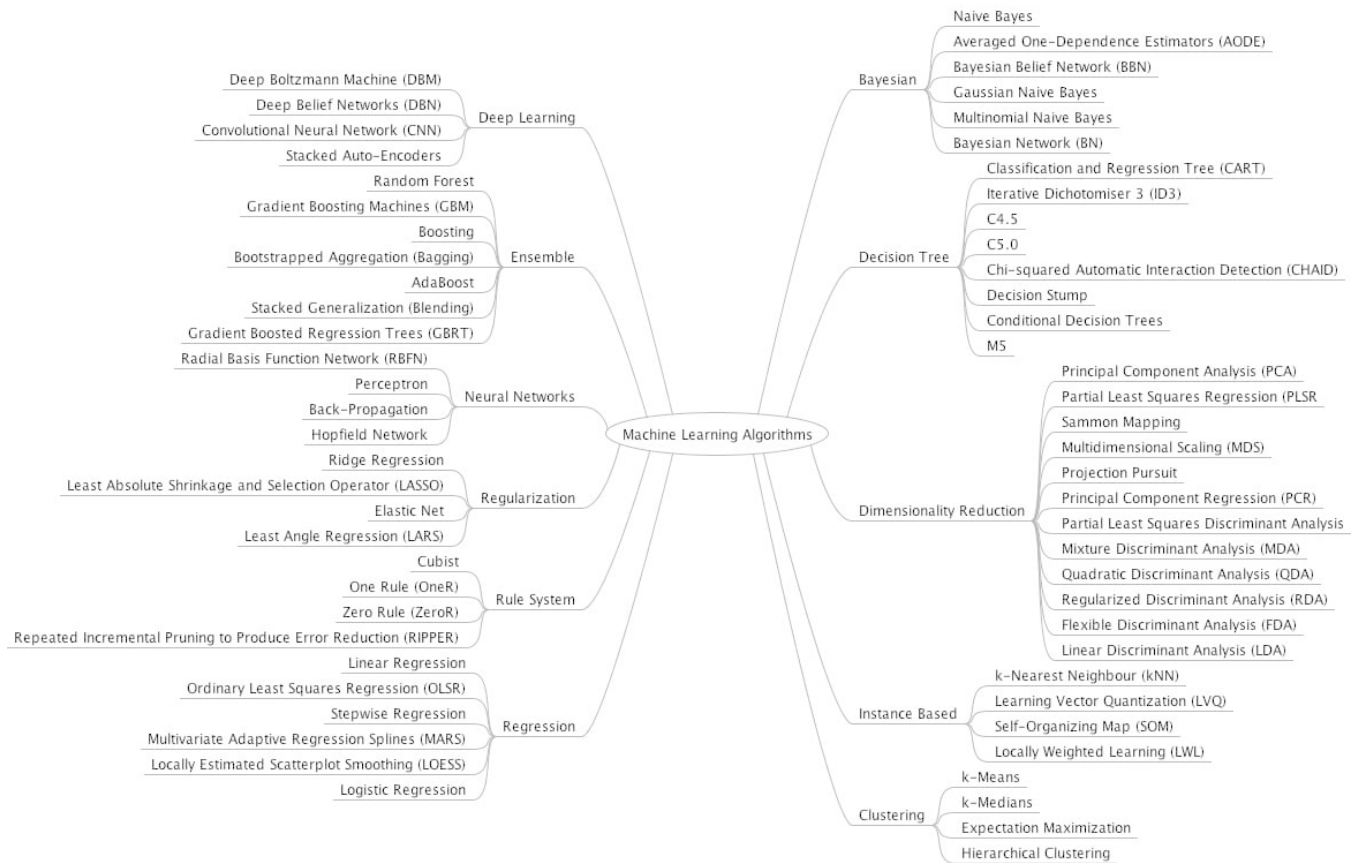 Machine Learning Algorithms
Deep Learning
Deep Boltzmann Machine (DBM)
Deep Belief Networks (DBN)
Convolutional Neural Network (CNN)
Stacked Auto-Encoders
Ensemble
Random Forest
Gradient Boosting Machines (GBM)
Boosting
Bootstrapped Aggregation (Bagging)
AdaBoost
Stacked Generalization (Blending)
Gradient Boosted Regression Trees (GBRT)
Neural Networks
Radial Basis Function Network (RBFN)
Perceptron
Back-Propagation
Hopfield Network
Regularization
Ridge Regression
Least Absolute Shrinkage and Selection Operator (LASSO)
Elastic Net
Least Angle Regression (LARS)
Rule System
Cubist
One Rule (OneR)
Zero Rule (ZeroR)
Repeated Incremental Pruning to Produce Error Reduction (RIPPER)
Regression
Linear Regression
Ordinary Least Squares Regression (OLSR)
Stepwise Regression
Multivariate Adaptive Regression Splines (MARS)
Locally Estimated Scatterplot Smoothing (LOESS)
Logistic Regression
Bayesian
Naive Bayes
Averaged One-Dependence Estimators (AODE)
Bayesian Belief Network (BBN)
Gaussian Naive Bayes
Multinomial Naive Bayes
Bayesian Network (BN)
Decision Tree
Classification and Regression Tree (CART)
Iterative Dichotomiser 3 (ID3)
C4.5
C5.0
Chi-squared Automatic Interaction Detection (CHAID)
Decision Stump
Conditional Decision Trees
M5
Dimensionality Reduction
Principal Component Analysis (PCA)
Partial Least Squares Regression (PLSR
Sammon Mapping
Multidimensional Scaling (MDS)
Projection Pursuit
Principal Component Regression (PCR)
Partial Least Squares Discriminant Analysis
Mixture Discriminant Analysis (MDA)
Quadratic Discriminant Analysis (QDA)
Regularized Discriminant Analysis (RDA)
Flexible Discriminant Analysis (FDA)
Linear Discriminant Analysis (LDA)
Instance Based
k-Nearest Neighbour (kNN)
Learning Vector Quantization (LVQ)
Self-Organizing Map (SOM)
Locally Weighted Learning (LWL)
Clustering
k-Means
k-Medians
Expectation Maximization
Hierarchical Clustering